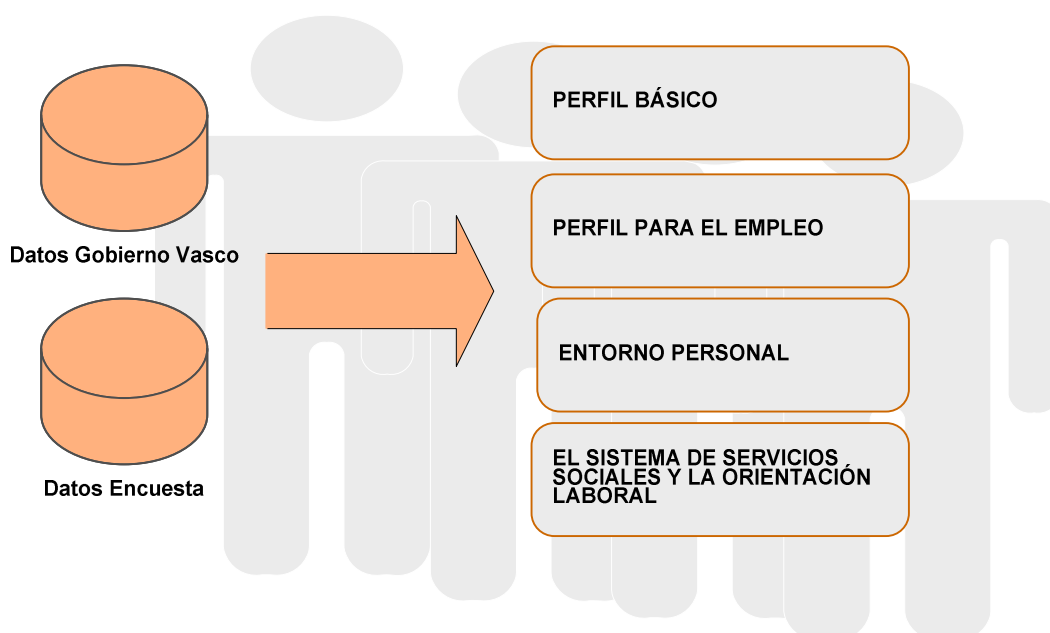 Datos Gobierno Vasco
Datos Encuesta
PERFIL BÁSICO
PERFIL PARA EL EMPLEO
ENTORNO PERSONAL
EL SISTEMA DE SERVICIOS
SOCIALES Y LA ORIENTACIÓN
LABORAL